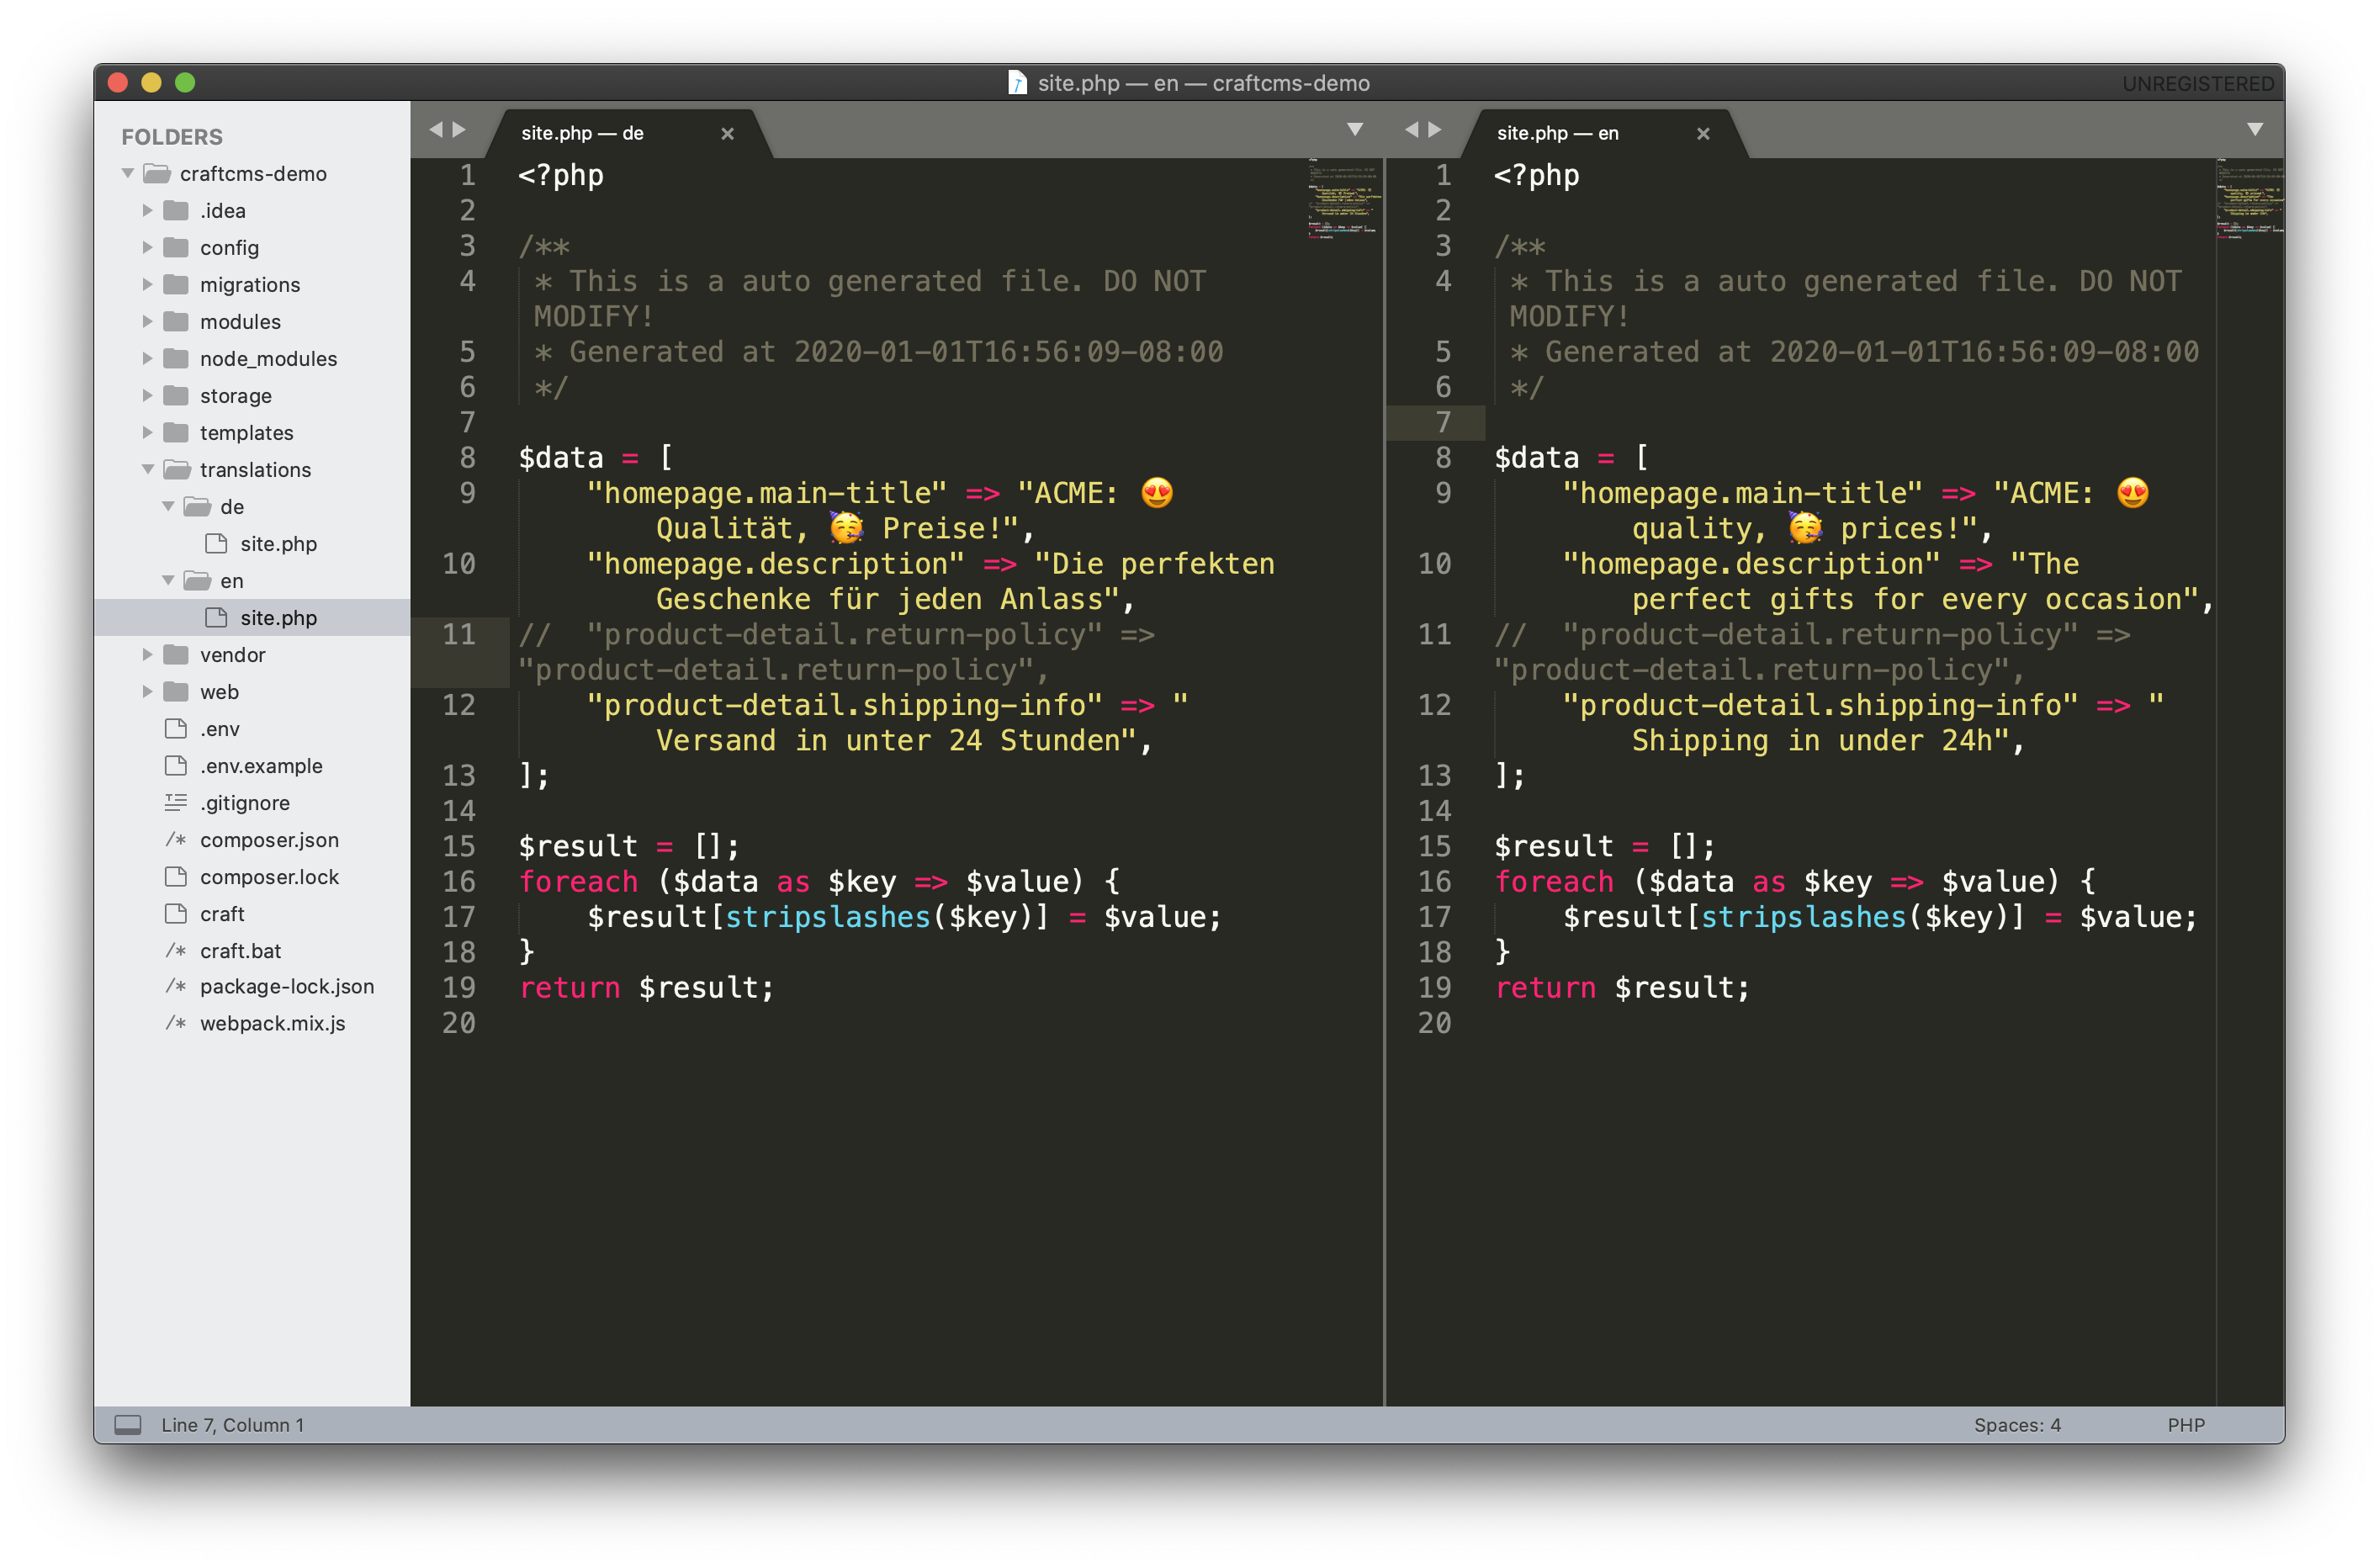 site.php — en — craftcms-demo
UNREGISTERED
FOLDERS
craftcms-demo
.idea
config
migrations
modules
node_modules
storage
templates
translations
de
site.php
en
site.php
vendor
web
.env
.env.example
.gitignore
/* composer.json
composer.lock
craft
/* craft.bat
/* package-lock.json
/* webpack.mix.js
site.php — de ×
1 <?php
2
3 /**
4 * This is a auto generated file. DO NOT
MODIFY!
5 * Generated at 2020-01-01T16:56:09-08:00
6 */
7
8 $data = [
9 "homepage.main-title" => "ACME: 😍
Qualität, 🥳 Preise!",
10 "homepage.description" => "Die perfekten
Geschenke für jeden Anlass",
11 // "product-detail.return-policy" =>
"product-detail.return-policy",
12 "product-detail.shipping-info" => "
Versand in unter 24 Stunden",
13 ];
14
15 $result = [];
16 foreach ($data as $key => $value) {
17 $result[stripslashes($key)] = $value;
18 }
19 return $result;
20
site.php — en ×
1 <?php
2
3 /**
4 * This is a auto generated file. DO NOT
MODIFY!
5 * Generated at 2020-01-01T16:56:09-08:00
6 */
7
8 $data = [
9 "homepage.main-title" => "ACME: 😍
quality, 🥳 prices!",
10 "homepage.description" => "The
perfect gifts for every occasion",
11 // "product-detail.return-policy" =>
"product-detail.return-policy",
12 "product-detail.shipping-info" => "
Shipping in under 24h",
13 ];
14
15 $result = [];
16 foreach ($data as $key => $value) {
17 $result[stripslashes($key)] = $value;
18 }
19 return $result;
20
Line 7, Column 1
Spaces: 4
PHP